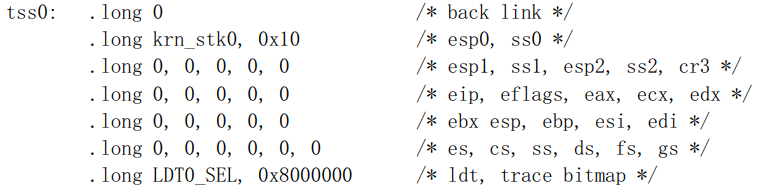 tss0: .long 0 /* back link */
.long krn_stk0, 0x10 /* esp0, ss0 */
.long 0, 0, 0, 0, 0 /* esp1, ss1, esp2, ss2, cr3 */
.long 0, 0, 0, 0, 0 /* eip, eflags, eax, ecx, edx */
.long 0, 0, 0, 0, 0 /* ebx esp, ebp, esi, edi */
.long 0, 0, 0, 0, 0, 0 /* es, cs, ss, ds, fs, gs */
.long LDT0_SEL, 0x8000000 /* ldt, trace bitmap */